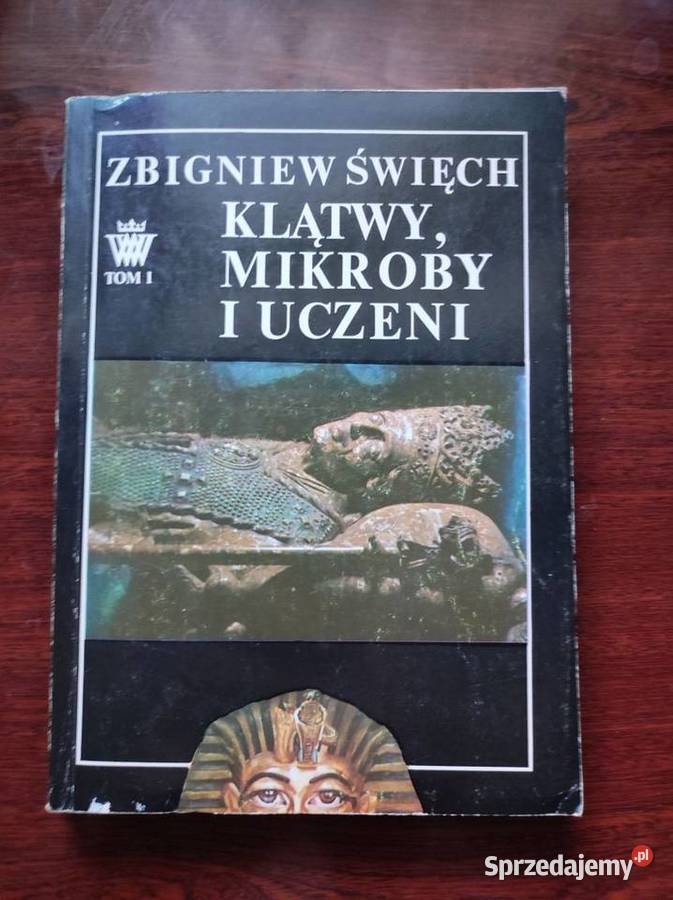 ZBIGNIEW ŚWIĘCH
KLĄTWY,
MIKROBY
I UCZENI
TOM I
Sprzedajemy.pl